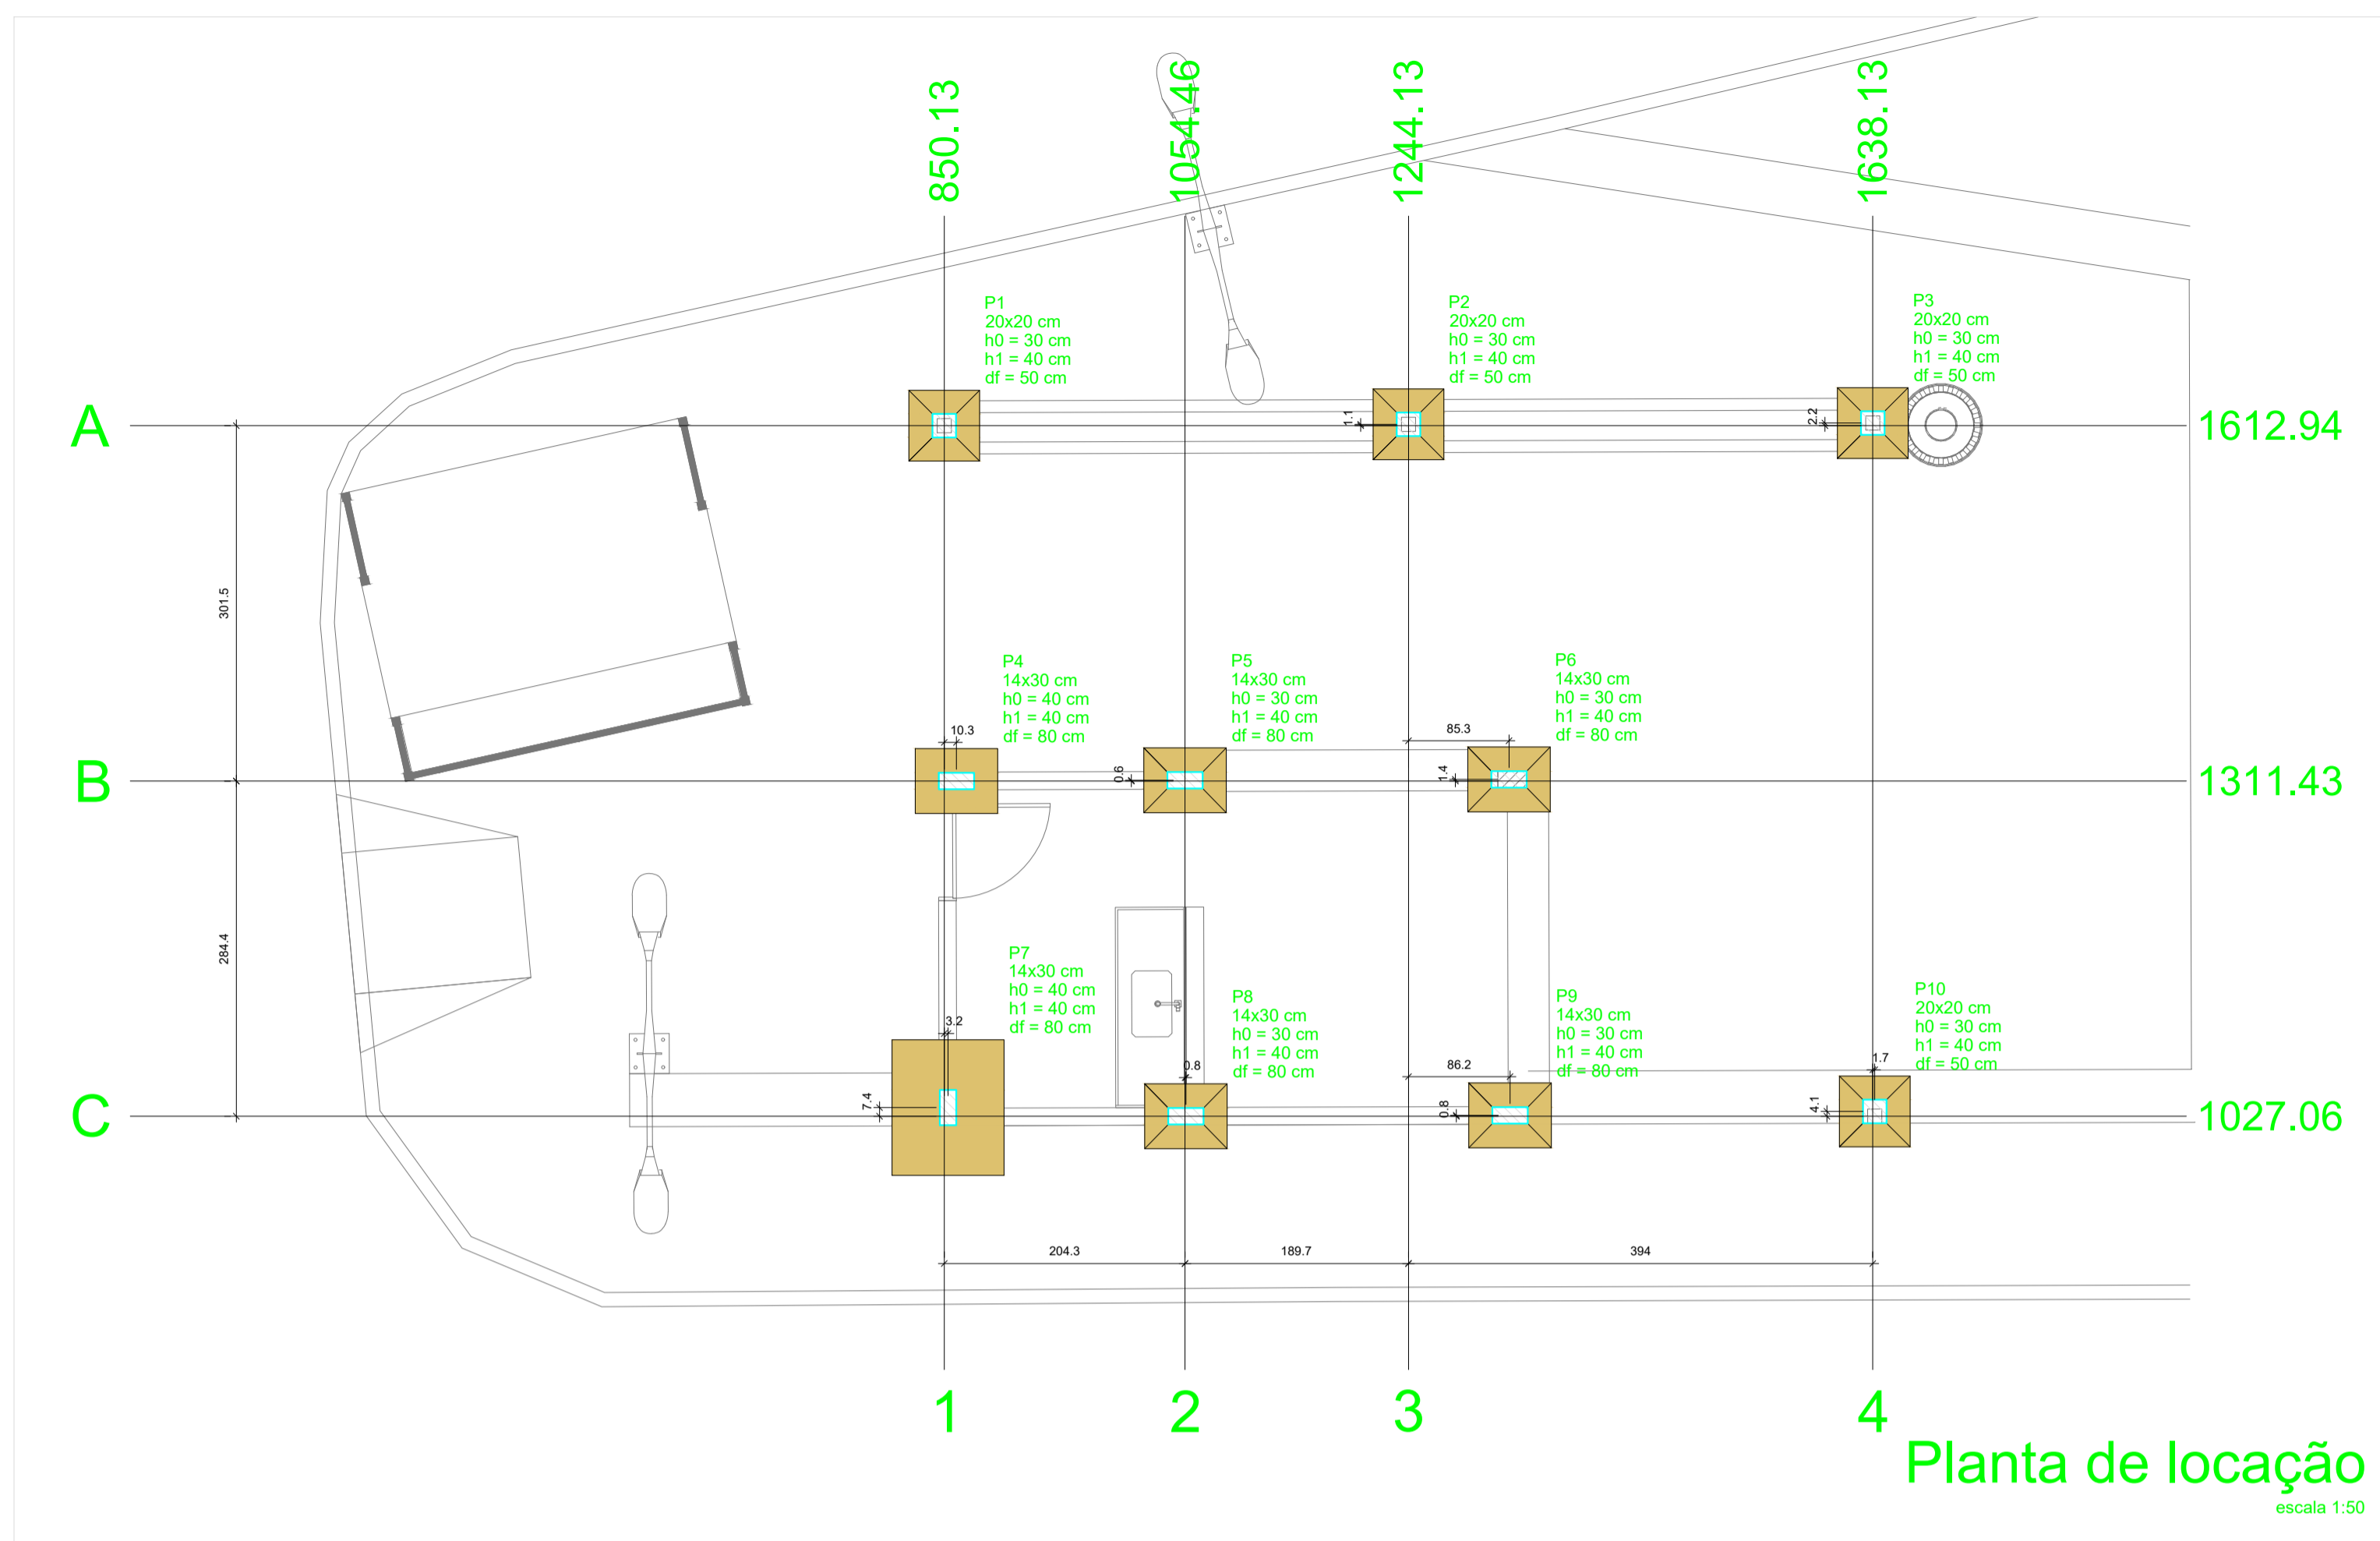 850.13
1054.46
1244.13
1638.13
P1
20x20 cm
h0 = 30 cm
h1 = 40 cm
df = 50 cm
P2
20x20 cm
h0 = 30 cm
h1 = 40 cm
df = 50 cm
P3
20x20 cm
h0 = 30 cm
h1 = 40 cm
df = 50 cm
A
1.1
2.2
1612.94
301.5
P4
14x30 cm
h0 = 40 cm
h1 = 40 cm
df = 80 cm
P5
14x30 cm
h0 = 30 cm
h1 = 40 cm
df = 80 cm
P6
14x30 cm
h0 = 30 cm
h1 = 40 cm
df = 80 cm
10.3
85.3
B
0.6
1.4
1311.43
284.4
P7
14x30 cm
h0 = 40 cm
h1 = 40 cm
df = 80 cm
P8
14x30 cm
h0 = 30 cm
h1 = 40 cm
df = 80 cm
P9
14x30 cm
h0 = 30 cm
h1 = 40 cm
df = 80 cm
P10
20x20 cm
h0 = 30 cm
h1 = 40 cm
df = 50 cm
3.2
0.8
86.2
1.7
C
7.4
0.8
4.1
1027.06
204.3
189.7
394
1
2
3
4
Planta de locação
escala 1:50